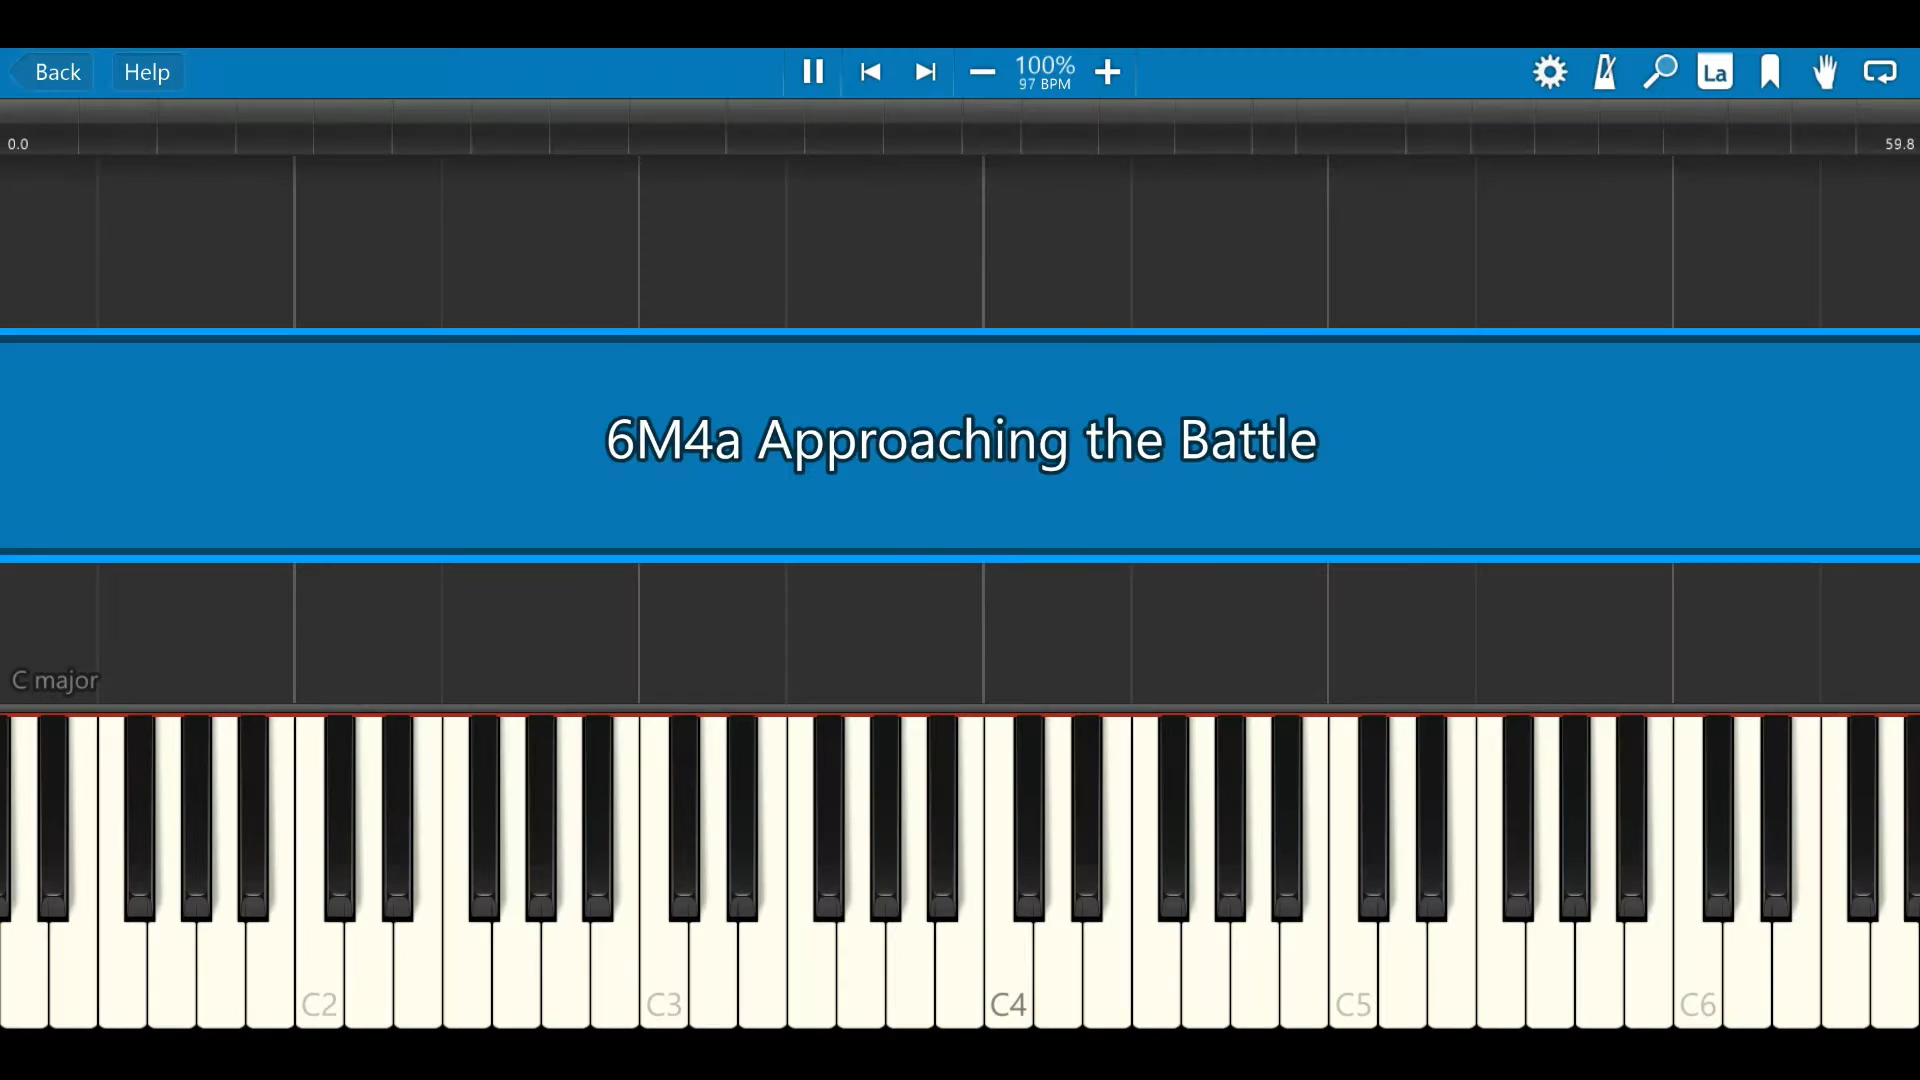 Back
Help
100%
97 BPM
La
0.0
59.8
6M4a Approaching the Battle
C major
C2
C3
C4
C5
C6